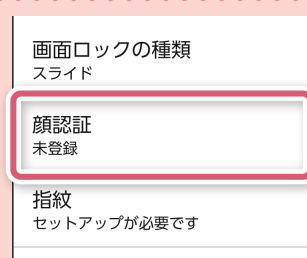 画面ロックの種類
スライド
顔認証
未登録
指紋
セットアップが必要です